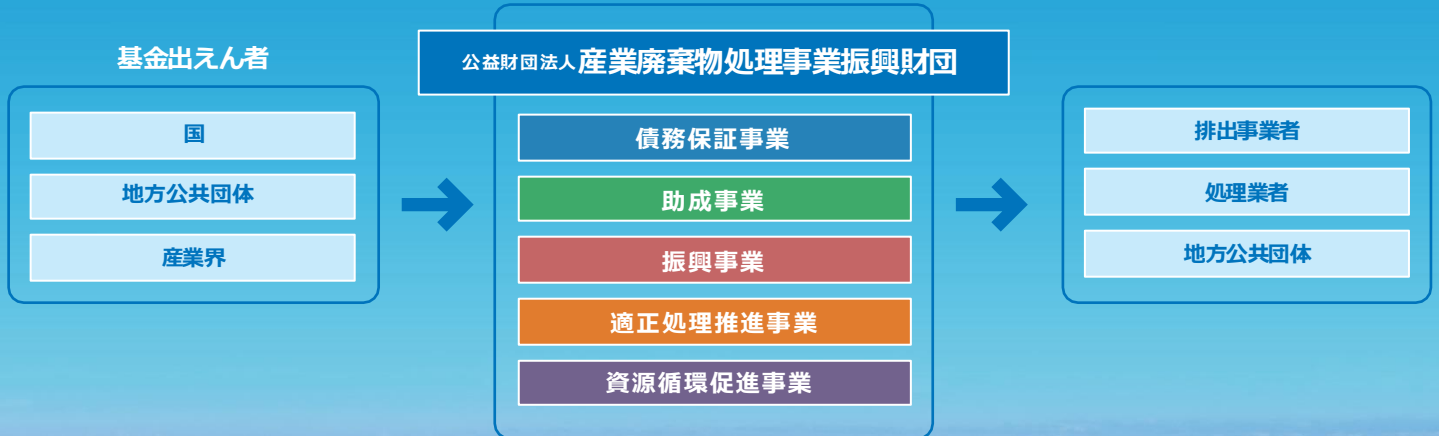 基金出えん者
国
地方公共団体
産業界
公益財団法人産業廃棄物処理事業振興財団
債務保証事業
助成事業
振興事業
適正処理推進事業
資源循環促進事業
排出事業者
処理業者
地方公共団体